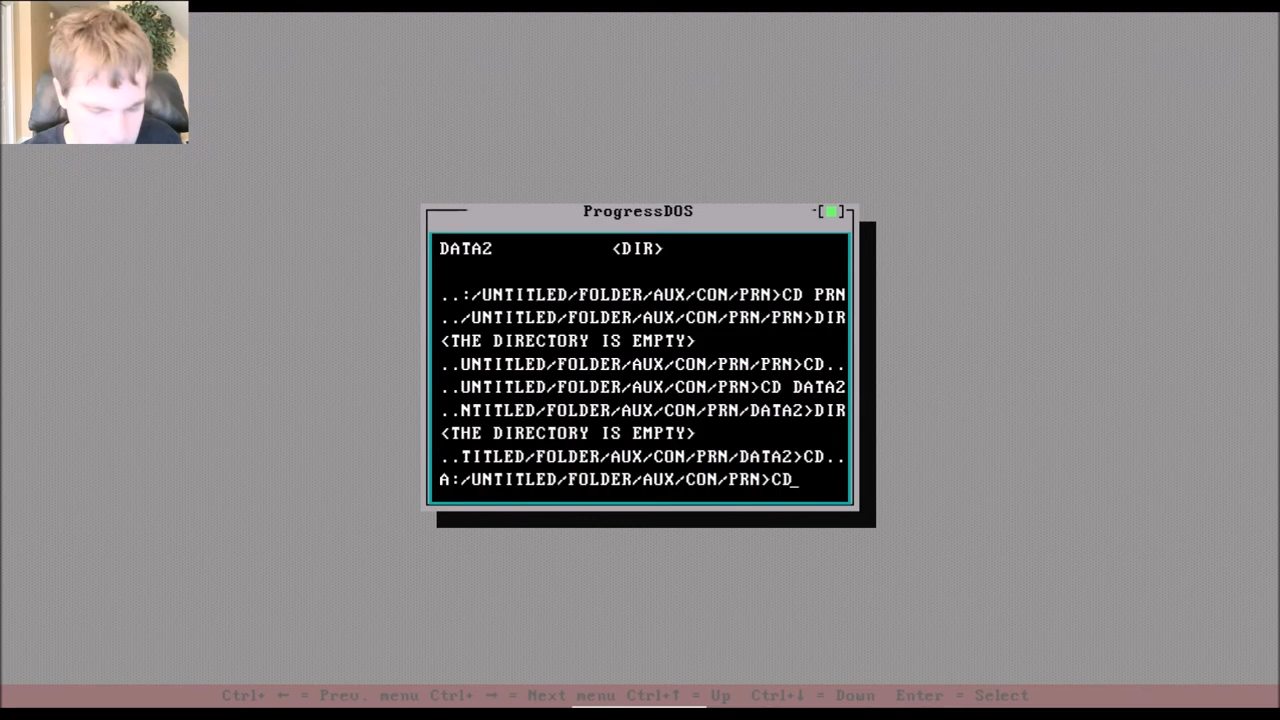 ProgressDOS
[■]
DATA2 <DIR>
..:/UNTITLED/FOLDER/AUX/CON/PRN>CD PRN
../UNTITLED/FOLDER/AUX/CON/PRN/PRN>DIR
<THE DIRECTORY IS EMPTY>
..UNTITLED/FOLDER/AUX/CON/PRN/PRN>CD..
..UNTITLED/FOLDER/AUX/CON/PRN>CD DATA2
..NTITLED/FOLDER/AUX/CON/PRN/DATA2>DIR
<THE DIRECTORY IS EMPTY>
..TITLED/FOLDER/AUX/CON/PRN/DATA2>CD..
A:/UNTITLED/FOLDER/AUX/CON/PRN>CD_
Ctrl+ ← = Prev. menu Ctrl+ → = Next menu Ctrl+↑ = Up Ctrl+↓ = Down Enter = Select